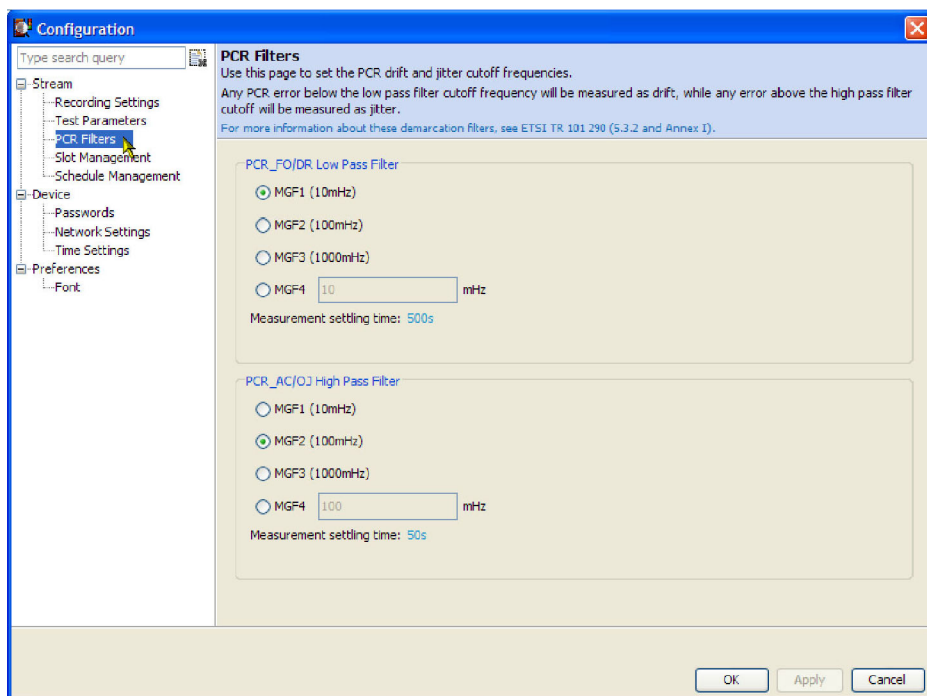 Configuration
Type search query
Stream
Recording Settings
Test Parameters
PCR Filters
Slot Management
Schedule Management
Device
Passwords
Network Settings
Time Settings
Preferences
Font
PCR Filters
Use this page to set the PCR drift and jitter cutoff frequencies.
Any PCR error below the low pass filter cutoff frequency will be measured as drift, while any error above the high pass filter
cutoff will be measured as jitter.
For more information about these demarcation filters, see ETSI TR 101 290 (5.3.2 and Annex I).
PCR_FO/DR Low Pass Filter
MGF1 (10mHz)
MGF2 (100mHz)
MGF3 (1000mHz)
MGF4 10 mHz
Measurement settling time: 500s
PCR_AC/OJ High Pass Filter
MGF1 (10mHz)
MGF2 (100mHz)
MGF3 (1000mHz)
MGF4 100 mHz
Measurement settling time: 50s
OK Apply Cancel